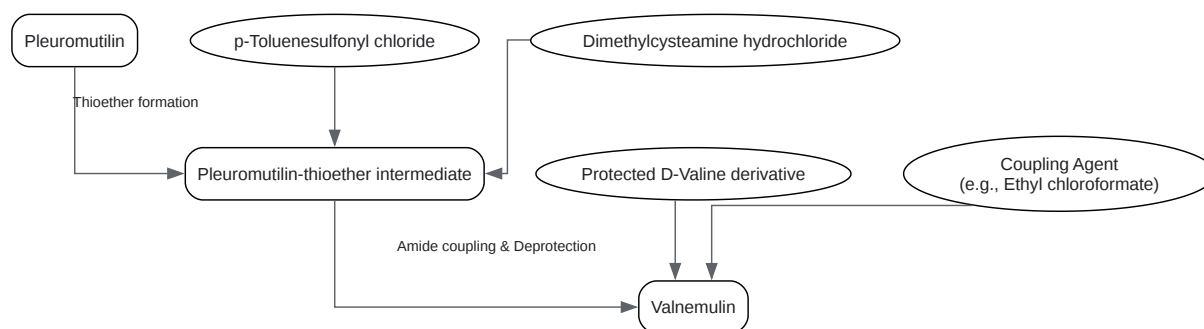 Pleuromutilin
p-Toluenesulfonyl chloride
Dimethylcysteamine hydrochloride
Thioether formation
Pleuromutilin-thioether intermediate
Protected D-Valine derivative
Coupling Agent
(e.g., Ethyl chloroformate)
Amide coupling & Deprotection
Valnemulin